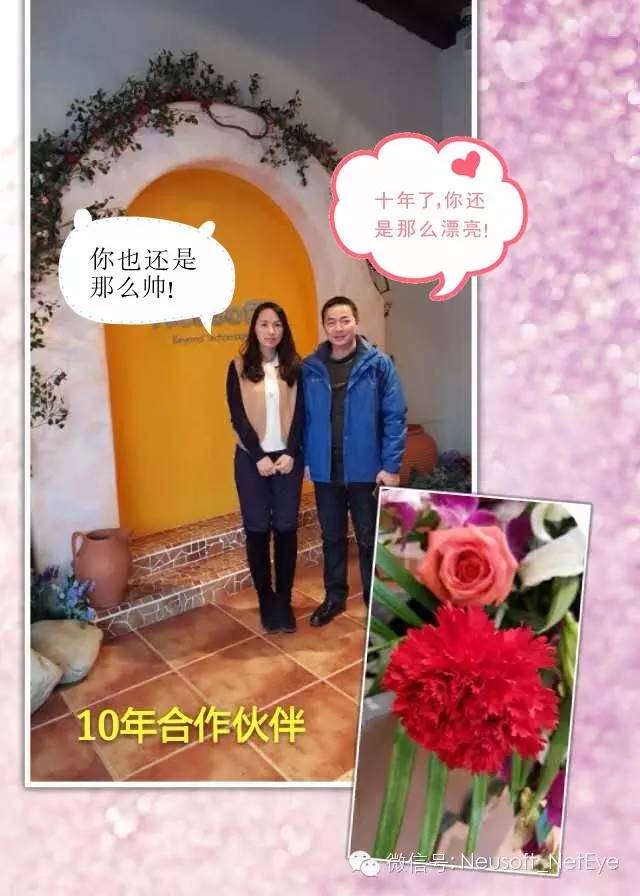 十年了,你还
是那么漂亮!
你也还是
那么帅!
Neusoft
Beyond Technology
10年合作伙伴
微信号: Neusoft_NetEye